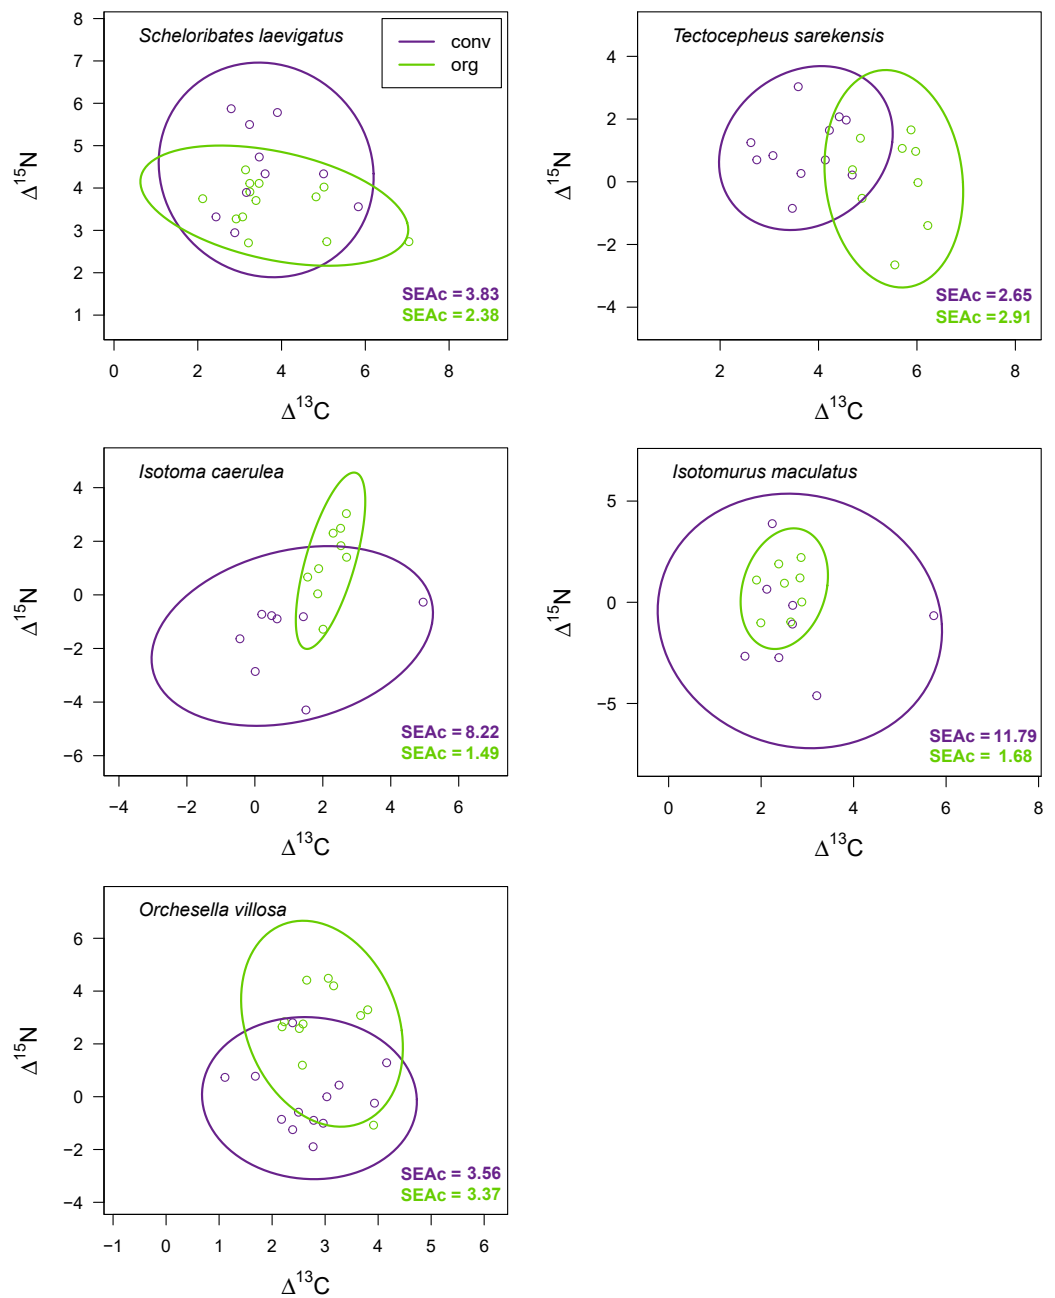 Scheloribates laevigatus
conv
org
8
7
6
5
4
3
2
1
Δ15N
SEAc = 3.83
SEAc = 2.38
0 2 4 6 8
Δ13C
Tectocepheus sarekensis
4
2
0
−2
−4
Δ15N
SEAc = 2.65
SEAc = 2.91
2 4 6 8
Δ13C
Isotoma caerulea
4
2
0
−2
−4
−6
Δ15N
SEAc = 8.22
SEAc = 1.49
−4 −2 0 2 4 6
Δ13C
Isotomurus maculatus
5
0
−5
Δ15N
SEAc = 11.79
SEAc = 1.68
0 2 4 6 8
Δ13C
Orchesella villosa
6
4
2
0
−2
−4
Δ15N
SEAc = 3.56
SEAc = 3.37
−1 0 1 2 3 4 5 6
Δ13C